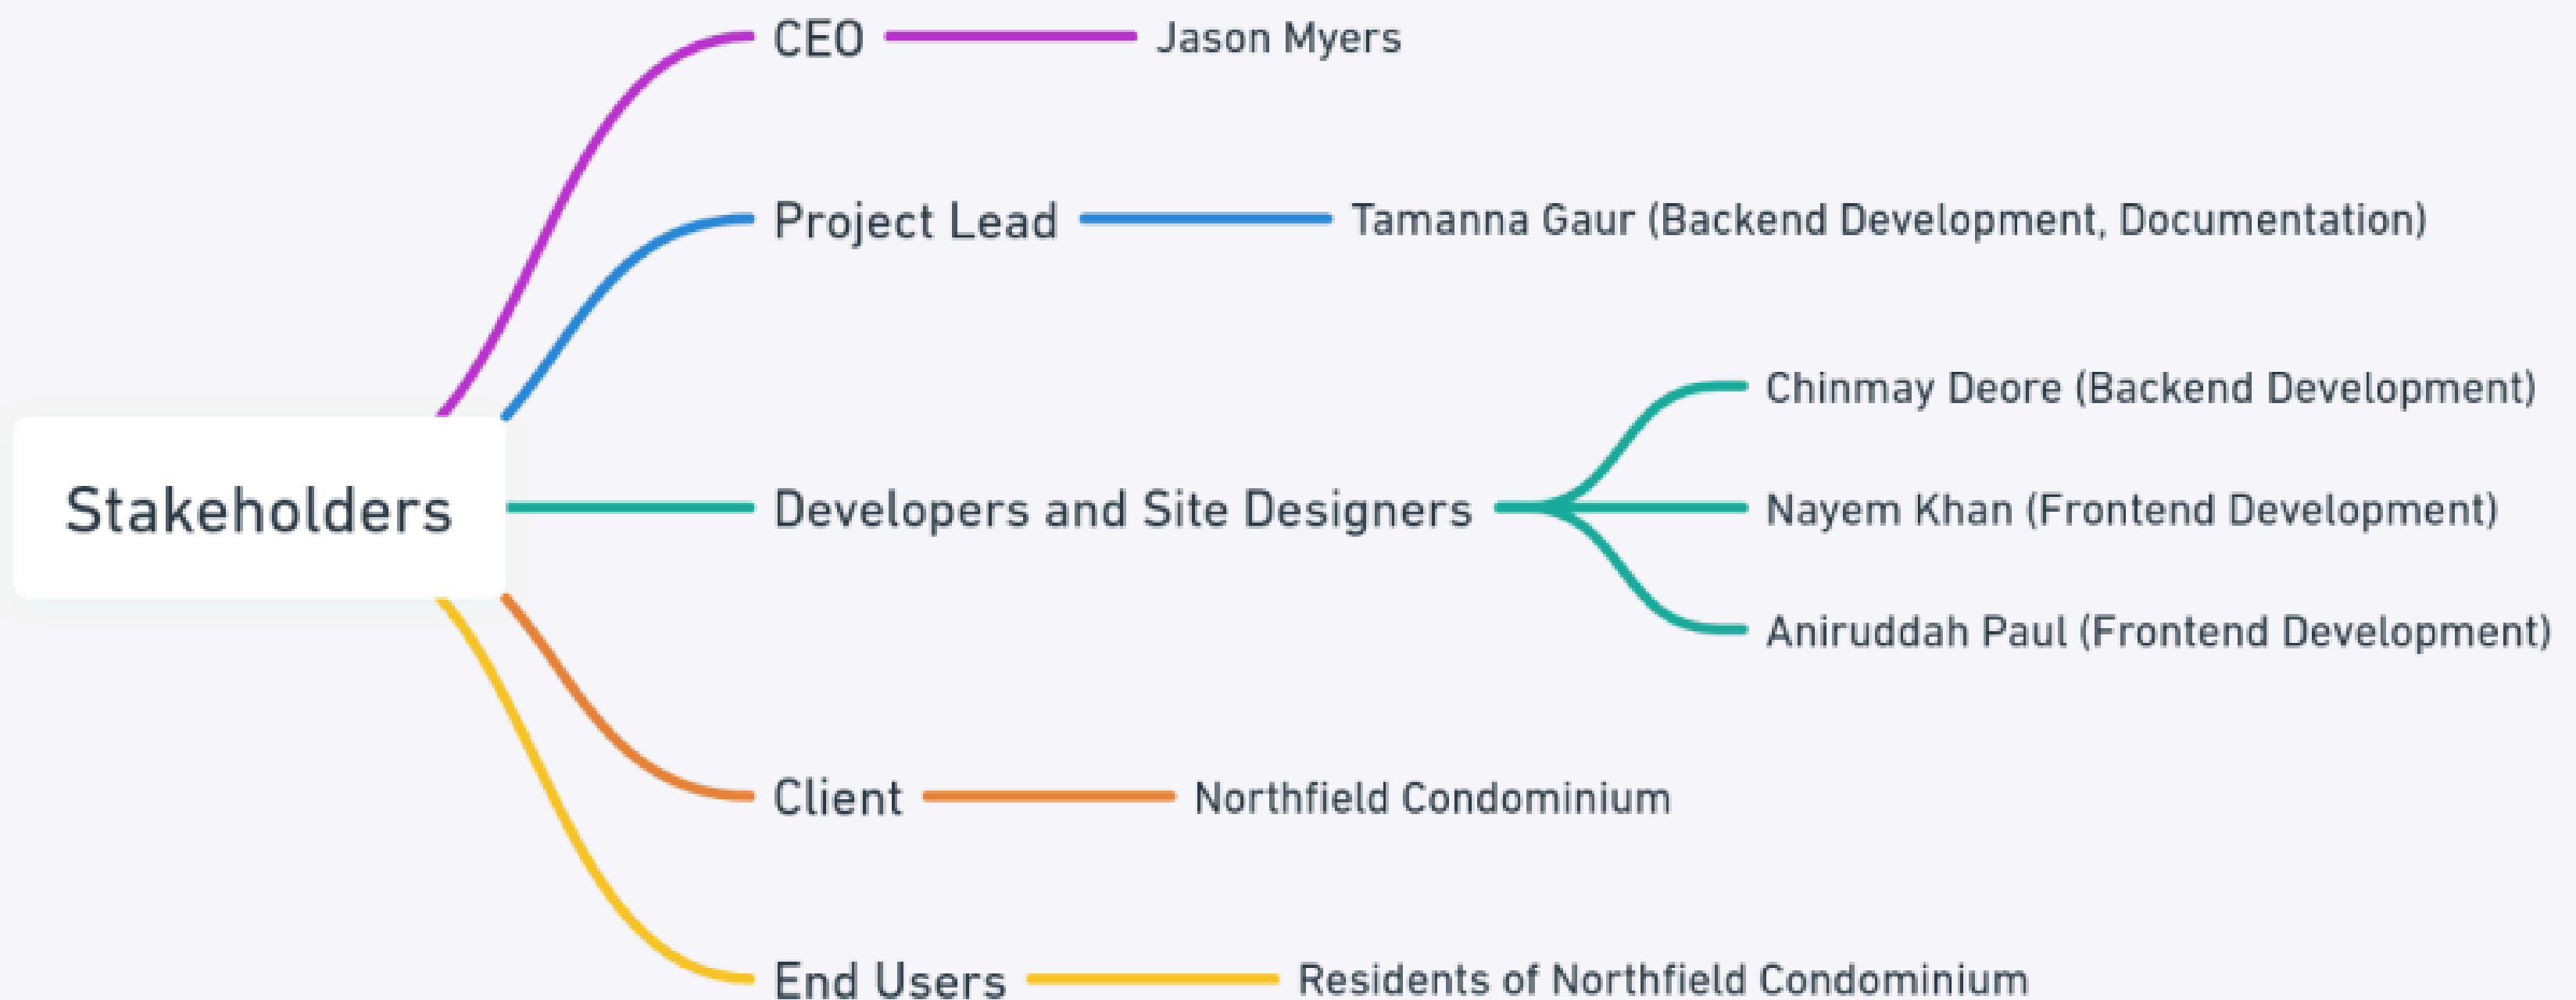 CEO
Jason Myers
Project Lead
Tamanna Gaur (Backend Development, Documentation)
Stakeholders
Developers and Site Designers
Chinmay Deore (Backend Development)
Nayem Khan (Frontend Development)
Aniruddah Paul (Frontend Development)
Client
Northfield Condominium
End Users
Residents of Northfield Condominium